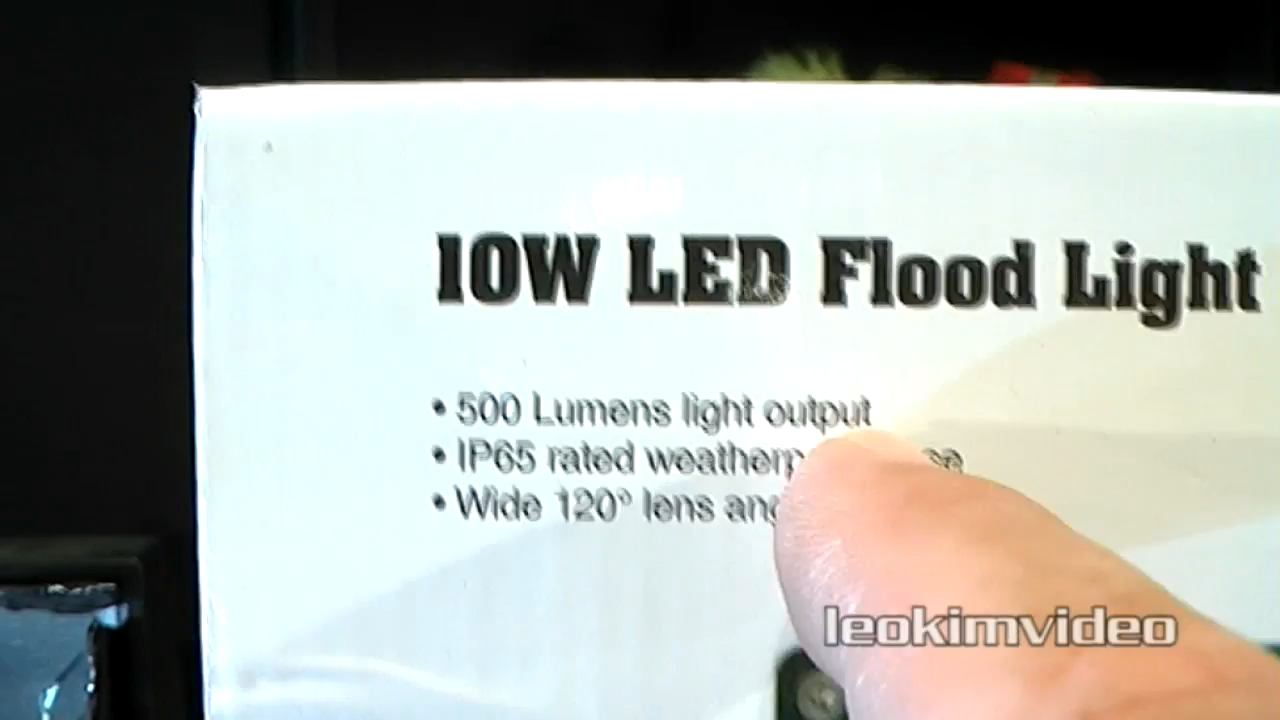 10W LED Flood Light
• 500 Lumens light output
• IP65 rated
• Wide 120° lens
leokimvideo